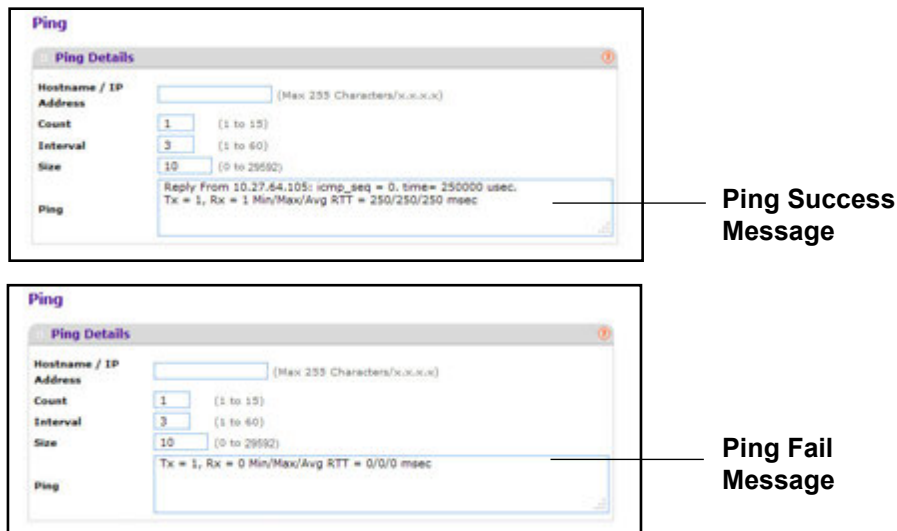 Ping
Ping Details
Hostname / IP Address
(Max 255 Characters/x.x.x.x)
Count
1
(1 to 15)
Interval
3
(1 to 60)
Size
10
(0 to 29592)
Ping
Reply From 10.27.64.105: icmp_seq = 0. time= 250000 usec.
Tx = 1, Rx = 1 Min/Max/Avg RTT = 250/250/250 msec
Ping Success
Message
Ping
Ping Details
Hostname / IP Address
(Max 255 Characters/x.x.x.x)
Count
1
(1 to 15)
Interval
3
(1 to 60)
Size
10
(0 to 29592)
Ping
Tx = 1, Rx = 0 Min/Max/Avg RTT = 0/0/0 msec
Ping Fail
Message